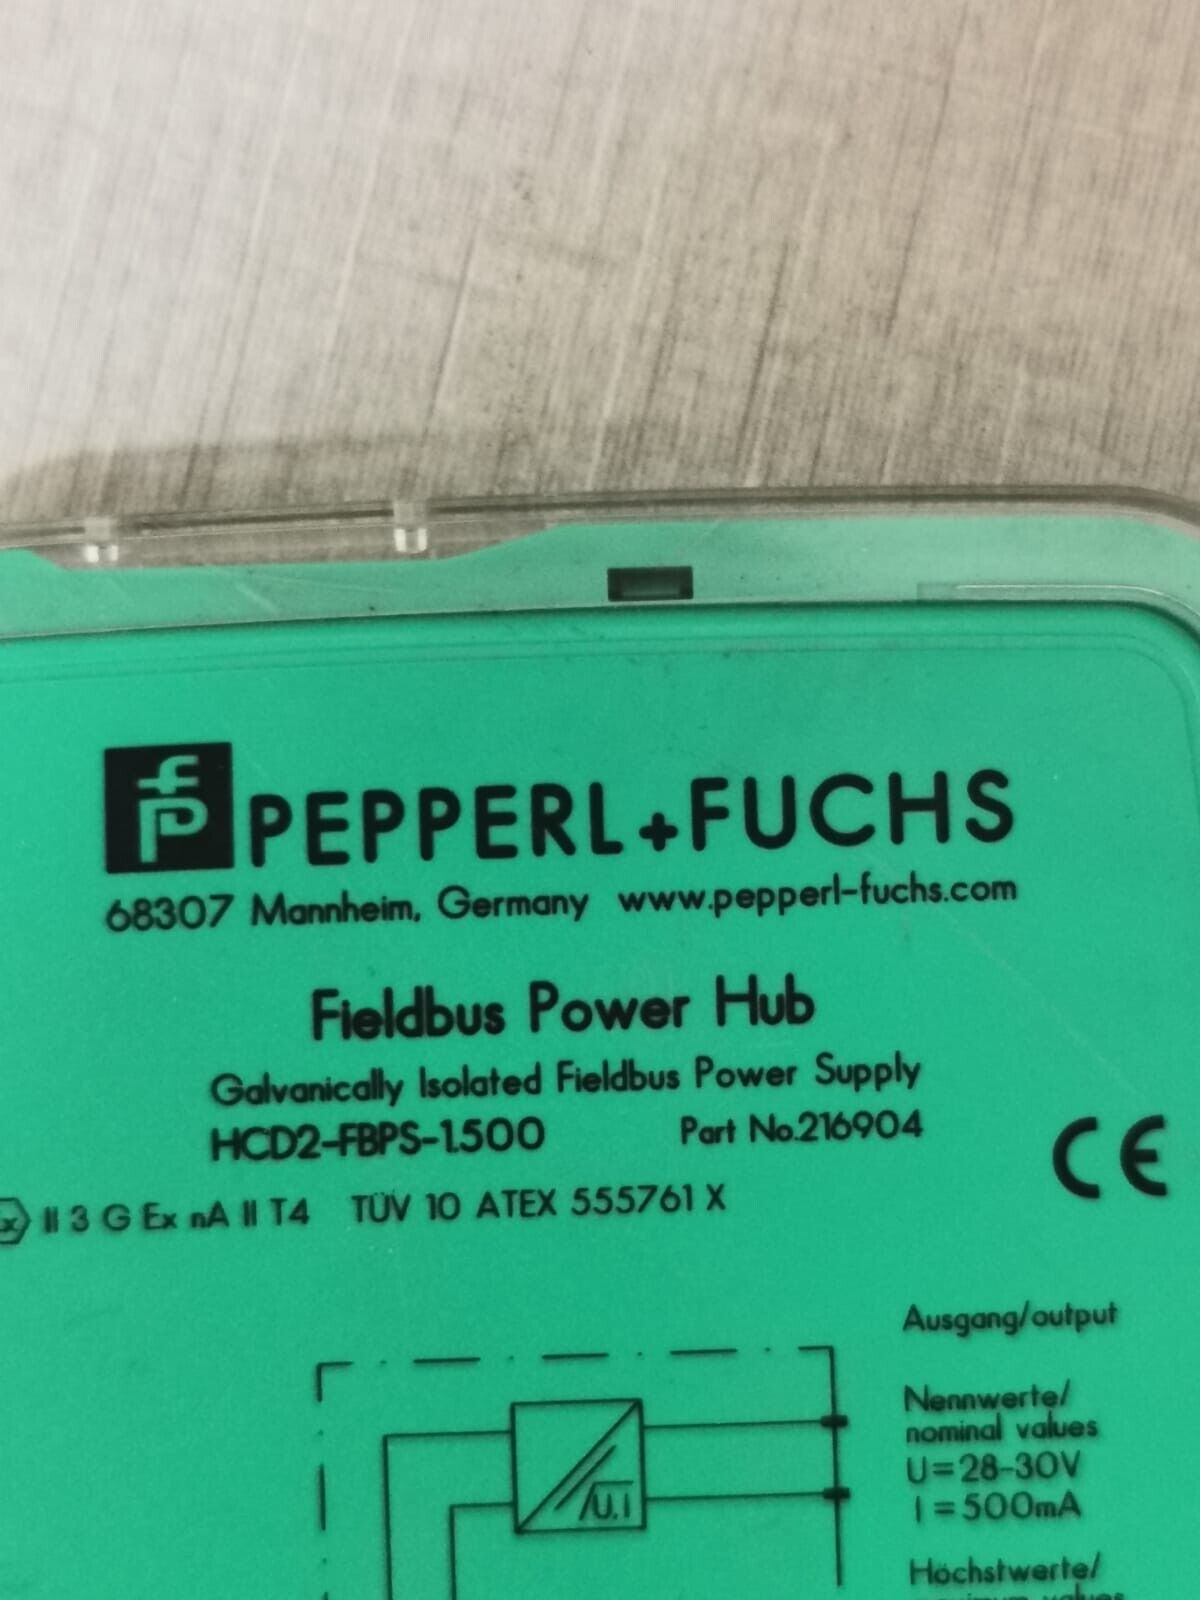 PEPPERL+FUCHS
68307 Mannheim, Germany www.pepperl-fuchs.com
Fieldbus Power Hub
Galvanically Isolated Fieldbus Power Supply
HCD2-FBPS-1.500 Part No.216904
CE
II 3 G Ex nA II T4 TÜV 10 ATEX 555761 X
Ausgang/output
Nennwerte/
nominal values
U=28-30V
I=500mA
U.I
Höchstwerte/
maximum values